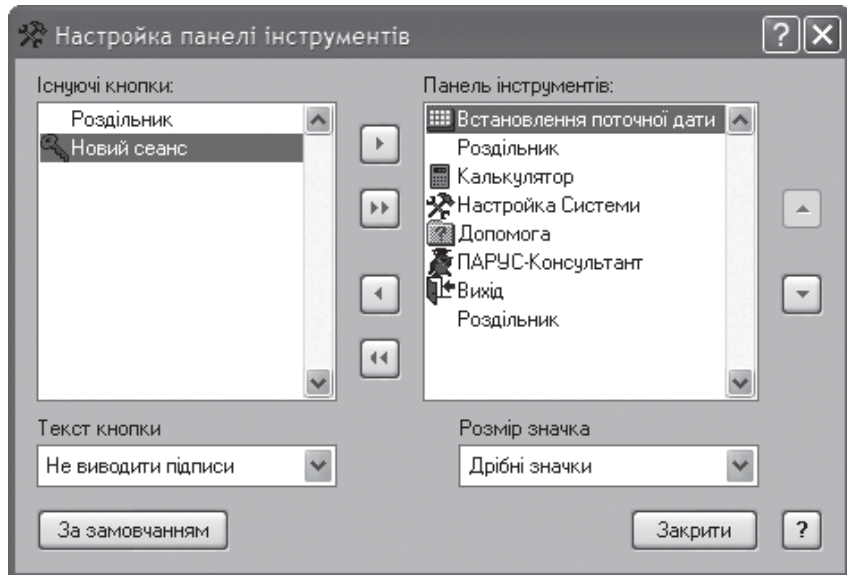 Настройка панелі інструментів
Існуючі кнопки:
Роздільник
Новий сеанс
Панель інструментів:
Встановлення поточної дати
Роздільник
Калькулятор
Настройка Системи
Допомога
ПАРУС-Консультант
Вихід
Роздільник
Текст кнопки
Не виводити підписи
Розмір значка
Дрібні значки
За замовчанням
Закрити
?